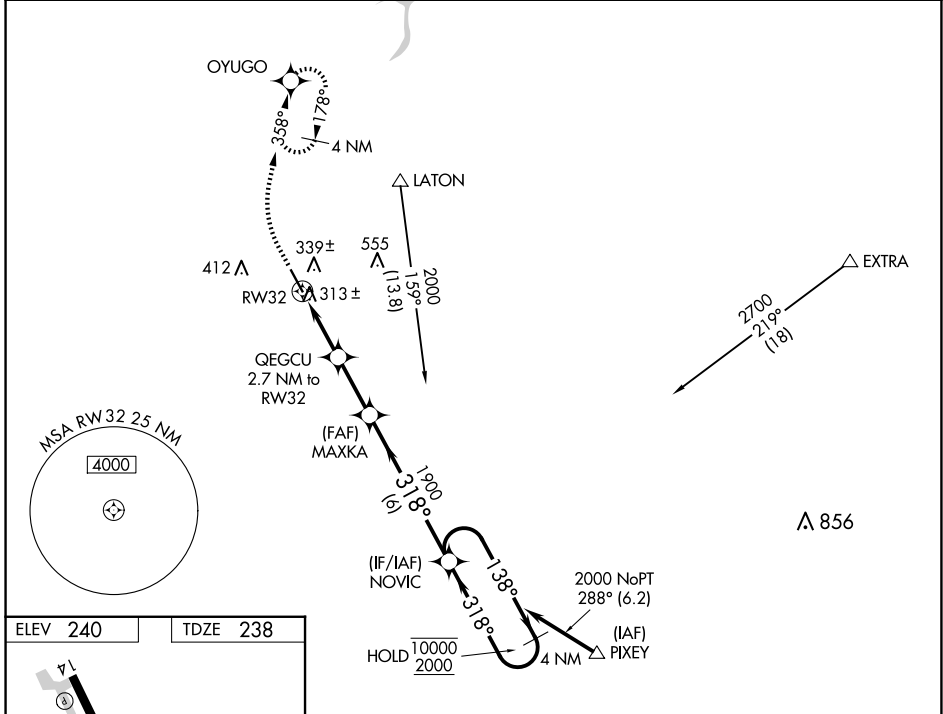 OYUGO
358°
178°
4 NM
LATON
2000
159°
(13.8)
339±
555
412
RW32
313±
EXTRA
2700
219°
(18)
QEGCU
2.7 NM to
RW32
(FAF)
MAXKA
MSA RW32 25 NM
4000
1900
318°
(6)
856
(IF/IAF)
NOVIC
138°
318°
2000 NoPT
288° (6.2)
(IAF)
PIXEY
HOLD 10000
2000
4 NM
ELEV 240
TDZE 238
14
P